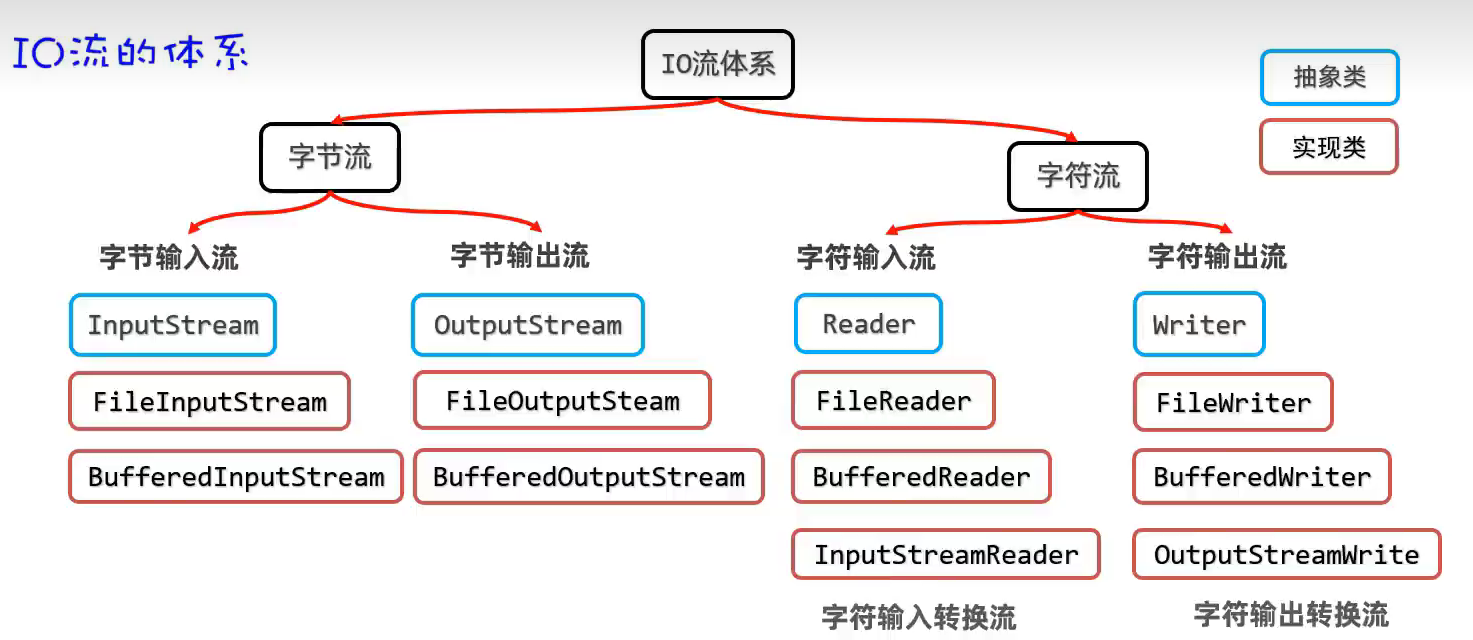 IO流的体系
IO流体系
抽象类
实现类
字节流
字符流
字节输入流
字节输出流
字符输入流
字符输出流
InputStream
OutputStream
Reader
Writer
FileInputStream
FileOutputSteam
FileReader
FileWriter
BufferedInputStream
BufferedOutputStream
BufferedReader
BufferedWriter
InputStreamReader
OutputStreamWrite
字符输入转换流
字符输出转换流